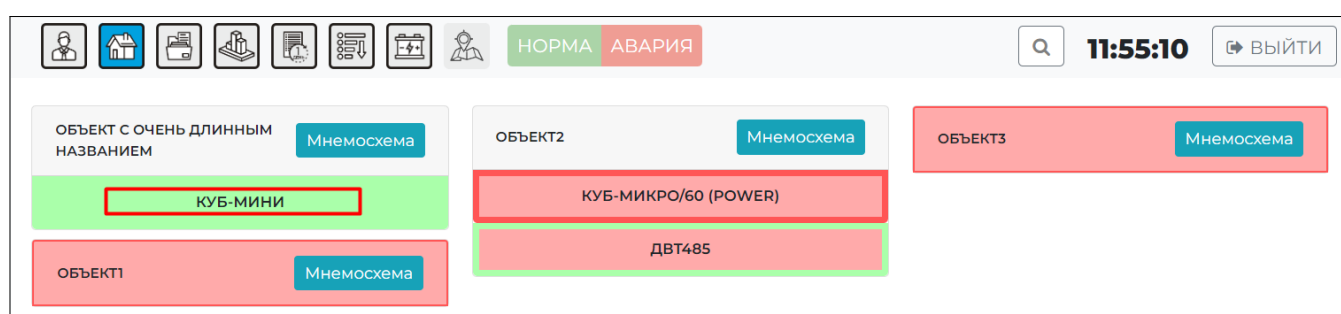 НОРМА АВАРИЯ 11:55:10 ВЫЙТИ
ОБЪЕКТ С ОЧЕНЬ ДЛИННЫМ
НАЗВАНИЕМ
Мнемосхема
КУБ-МИНИ
ОБЪЕКТ1 Мнемосхема
ОБЪЕКТ2 Мнемосхема
КУБ-МИКРО/60 (POWER)
ДВТ485
ОБЪЕКТ3 Мнемосхема